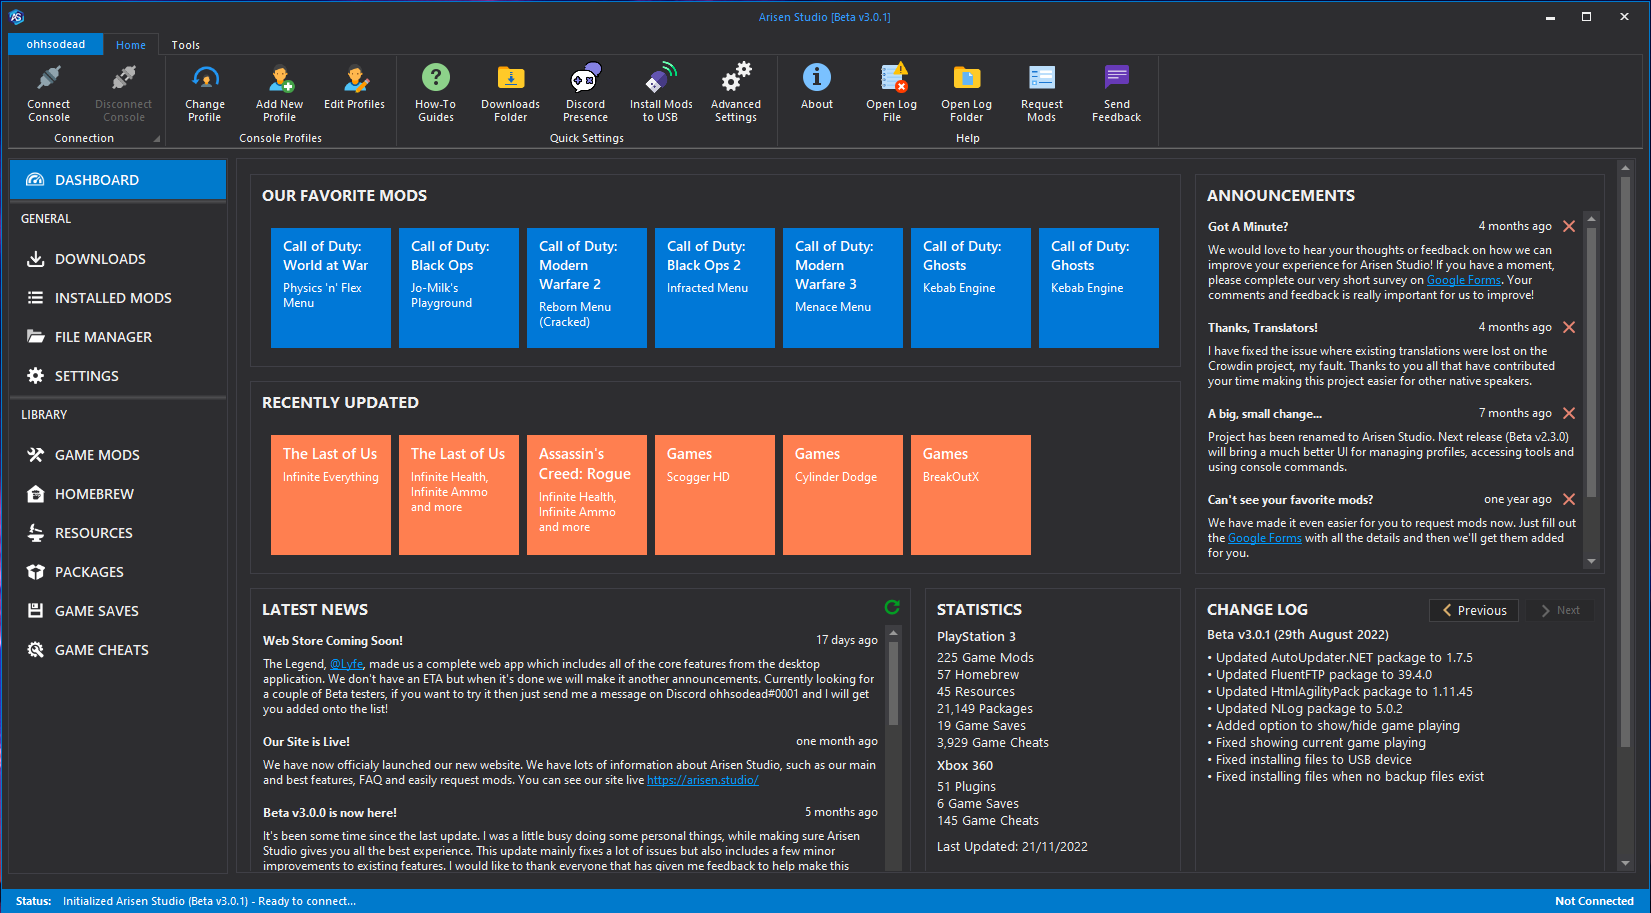 Arisen Studio [Beta v3.0.1]
ohhsodead
Home
Tools
Connect
Console
Disconnect
Console
Connection
Change
Profile
Add New
Profile
Edit Profiles
Console Profiles
How-To
Guides
Downloads
Folder
Discord
Presence
Install Mods
to USB
Advanced
Settings
Quick Settings
About
Open Log
File
Open Log
Folder
Request
Mods
Send
Feedback
Help
DASHBOARD
GENERAL
DOWNLOADS
INSTALLED MODS
FILE MANAGER
SETTINGS
LIBRARY
GAME MODS
HOMEBREW
RESOURCES
PACKAGES
GAME SAVES
GAME CHEATS
OUR FAVORITE MODS
Call of Duty:
World at War
Physics 'n' Flex
Menu
Call of Duty:
Black Ops
Jo-Milk's
Playground
Call of Duty:
Modern
Warfare 2
Reborn Menu
(Cracked)
Call of Duty:
Black Ops 2
Infracted Menu
Call of Duty:
Modern
Warfare 3
Menace Menu
Call of Duty:
Ghosts
Kebab Engine
Call of Duty:
Ghosts
Kebab Engine
RECENTLY UPDATED
The Last of Us
Infinite Everything
The Last of Us
Infinite Health,
Infinite Ammo
and more
Assassin's
Creed: Rogue
Infinite Health,
Infinite Ammo
and more
Games
Scogger HD
Games
Cylinder Dodge
Games
BreakOutX
ANNOUNCEMENTS
Got A Minute?
4 months ago
We would love to hear your thoughts or feedback on how we can
improve your experience for Arisen Studio! If you have a moment,
please complete our very short survey on Google Forms. Your
comments and feedback is really important for us to improve!
Thanks, Translators!
4 months ago
I have fixed the issue where existing translations were lost on the
Crowdin project, my fault. Thanks to you all that have contributed
your time making this project easier for other native speakers.
A big, small change...
7 months ago
Project has been renamed to Arisen Studio. Next release (Beta v2.3.0)
will bring a much better UI for managing profiles, accessing tools and
using console commands.
Can't see your favorite mods?
one year ago
We have made it even easier for you to request mods now. Just fill out
the Google Forms with all the details and then we'll get them added
for you.
LATEST NEWS
Web Store Coming Soon!
17 days ago
The Legend, @Lyfe, made us a complete web app which includes all of the core features from the desktop
application. We don't have an ETA but when it's done we will make it another announcements. Currently looking for
a couple of Beta testers, if you want to try it then just send me a message on Discord ohhsodead#0001 and I will get
you added onto the list!
Our Site is Live!
one month ago
We have now officialy launched our new website. We have lots of information about Arisen Studio, such as our main
and best features, FAQ and easily request mods. You can see our site live https://arisen.studio/
Beta v3.0.0 is now here!
5 months ago
It's been some time since the last update. I was a little busy doing some personal things, while making sure Arisen
Studio gives you all the best experience. This update mainly fixes a lot of issues but also includes a few minor
improvements to existing features. I would like to thank everyone that has given me feedback to help make this
STATISTICS
PlayStation 3
225 Game Mods
57 Homebrew
45 Resources
21,149 Packages
19 Game Saves
3,929 Game Cheats
Xbox 360
51 Plugins
6 Game Saves
145 Game Cheats
Last Updated: 21/11/2022
CHANGE LOG
Previous
Next
Beta v3.0.1 (29th August 2022)
• Updated AutoUpdater.NET package to 1.7.5
• Updated FluentFTP package to 39.4.0
• Updated HtmlAgilityPack package to 1.11.45
• Updated NLog package to 5.0.2
• Added option to show/hide game playing
• Fixed showing current game playing
• Fixed installing files to USB device
• Fixed installing files when no backup files exist
Status: Initialized Arisen Studio (Beta v3.0.1) - Ready to connect...
Not Connected